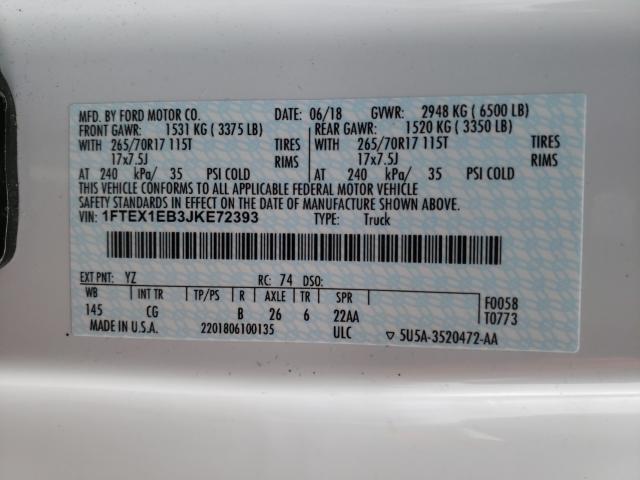 MFD. BY FORD MOTOR CO. DATE: 06/18 GVWR: 2948 KG ( 6500 LB)
FRONT GAWR: 1531 KG ( 3375 LB) REAR GAWR: 1520 KG ( 3350 LB)
WITH 265/70R17 115T TIRES WITH 265/70R17 115T TIRES
17x7.5J RIMS 17x7.5J RIMS
AT 240 kPa/ 35 PSI COLD AT 240 kPa/ 35 PSI COLD
THIS VEHICLE CONFORMS TO ALL APPLICABLE FEDERAL MOTOR VEHICLE
SAFETY STANDARDS IN EFFECT ON THE DATE OF MANUFACTURE SHOWN ABOVE.
VIN: 1FTEX1EB3JKE72393 TYPE: Truck
EXT PNT: YZ RC: 74 DSO:
WB INT TR TP/PS R AXLE TR SPR F0058
145 CG B 26 6 22AA T0773
MADE IN U.S.A. 2201806100135 ULC ▽ 5U5A-3520472-AA